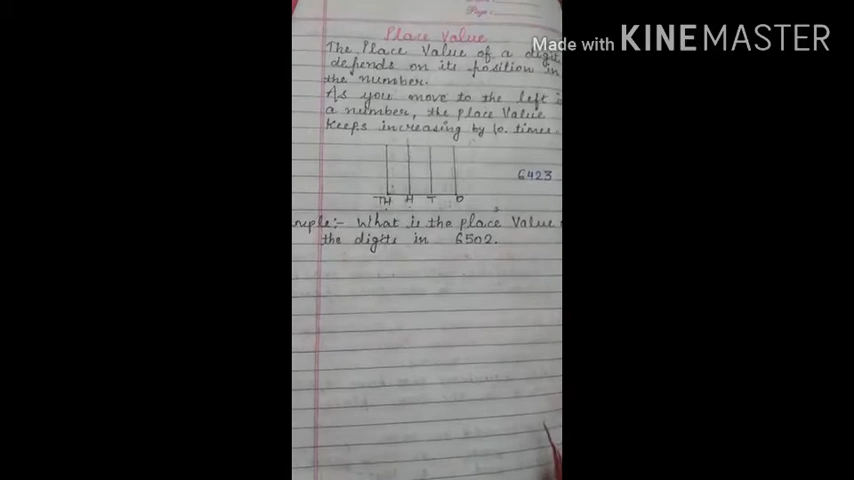 Page:
Place Value
Made with KINEMASTER
The Place Value of a digit
depends on its position in
the number.
As you move to the left
a number, the place Value
keeps increasing by 10. times.
6423
TH H T O
mple:- What is the place Value
the digits in 6502.